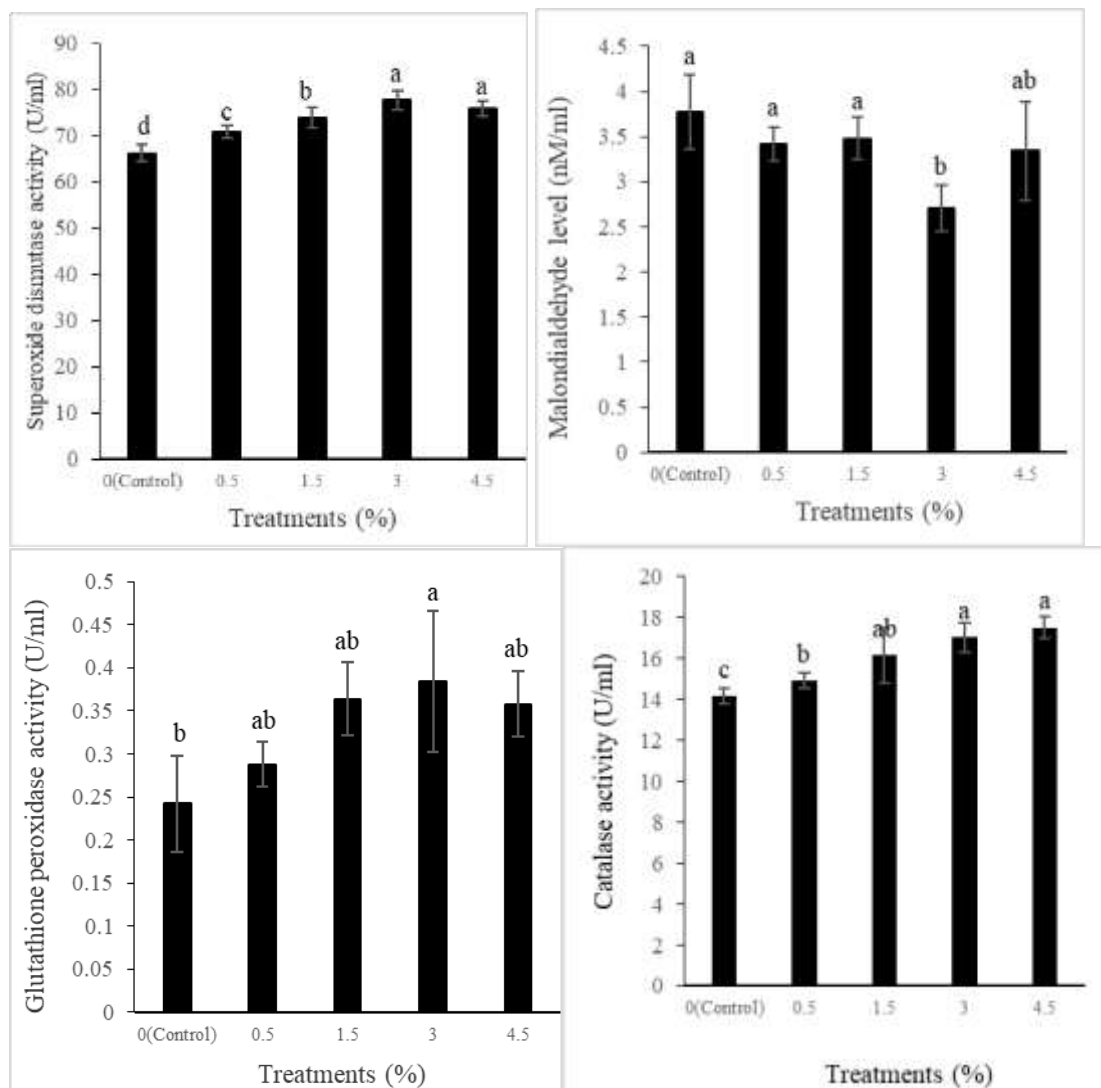 Superoxide dismutase activity (U/ml)
90
80
70
60
50
40
30
20
10
0
d
c
b
a
a
0(Control) 0.5 1.5 3 4.5
Treatments (%)
Malondialdehyde level (nM/ml)
4.5
4
3.5
3
2.5
2
1.5
1
0.5
0
a
a
a
b
ab
0(Control) 0.5 1.5 3 4.5
Treatments (%)
Glutathione peroxidase activity (U/ml)
0.5
0.45
0.4
0.35
0.3
0.25
0.2
0.15
0.1
0.05
0
b
ab
ab
a
ab
0(Control) 0.5 1.5 3 4.5
Treatments (%)
Catalase activity (U/ml)
20
18
16
14
12
10
8
6
4
2
0
c
b
ab
a
a
0(Control) 0.5 1.5 3 4.5
Treatments (%)